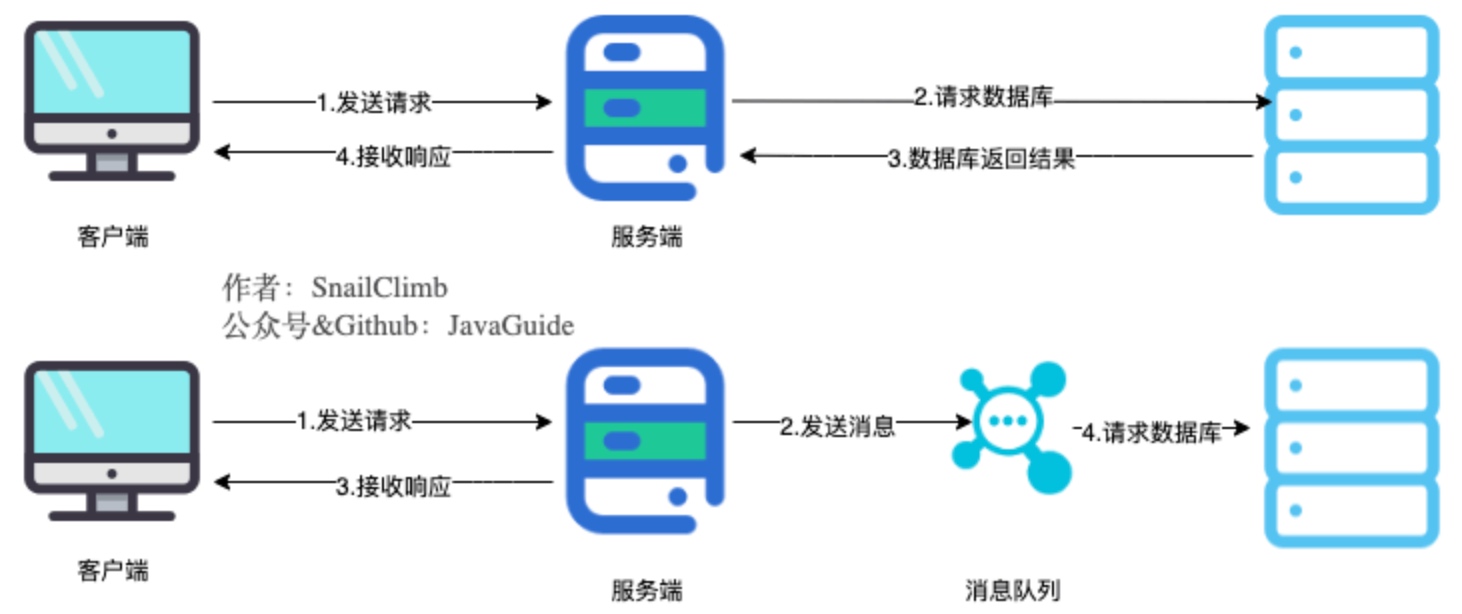 1.发送请求
2.请求数据库
4.接收响应
3.数据库返回结果
客户端
服务端
作者：SnailClimb
公众号&Github：JavaGuide
1.发送请求
2.发送消息
4.请求数据库
3.接收响应
客户端
服务端
消息队列